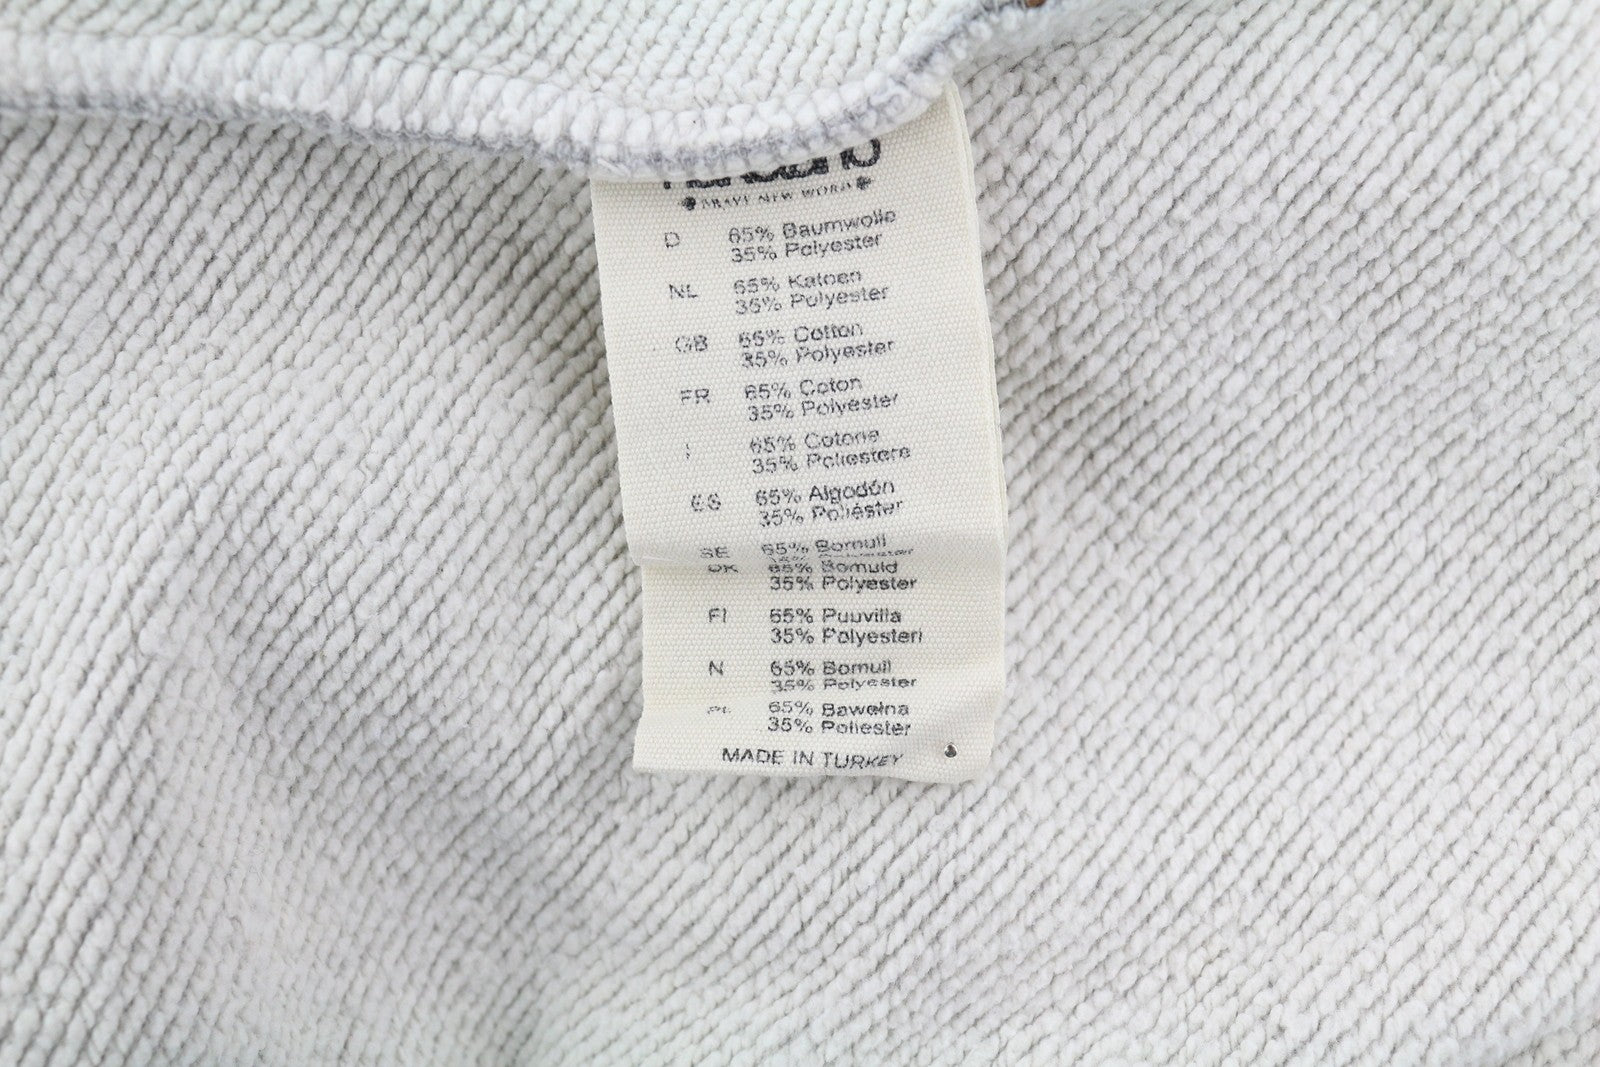 BRAVE NEW WORLD
D 65% Baumwolle
35% Polyester
NL 65% Katoen
35% Polyester
GB 65% Cotton
35% Polyester
FR 65% Coton
35% Polyéster
I 65% Cotone
35% Poliestere
ES 65% Algodón
35% Poliéster
SE 65% Bomull
DK 65% Bomuld
35% Polyester
FI 65% Puuvilla
35% Polyesteri
N 65% Bomull
35% Polyester
PL 65% Bawełna
35% Poliester
MADE IN TURKEY